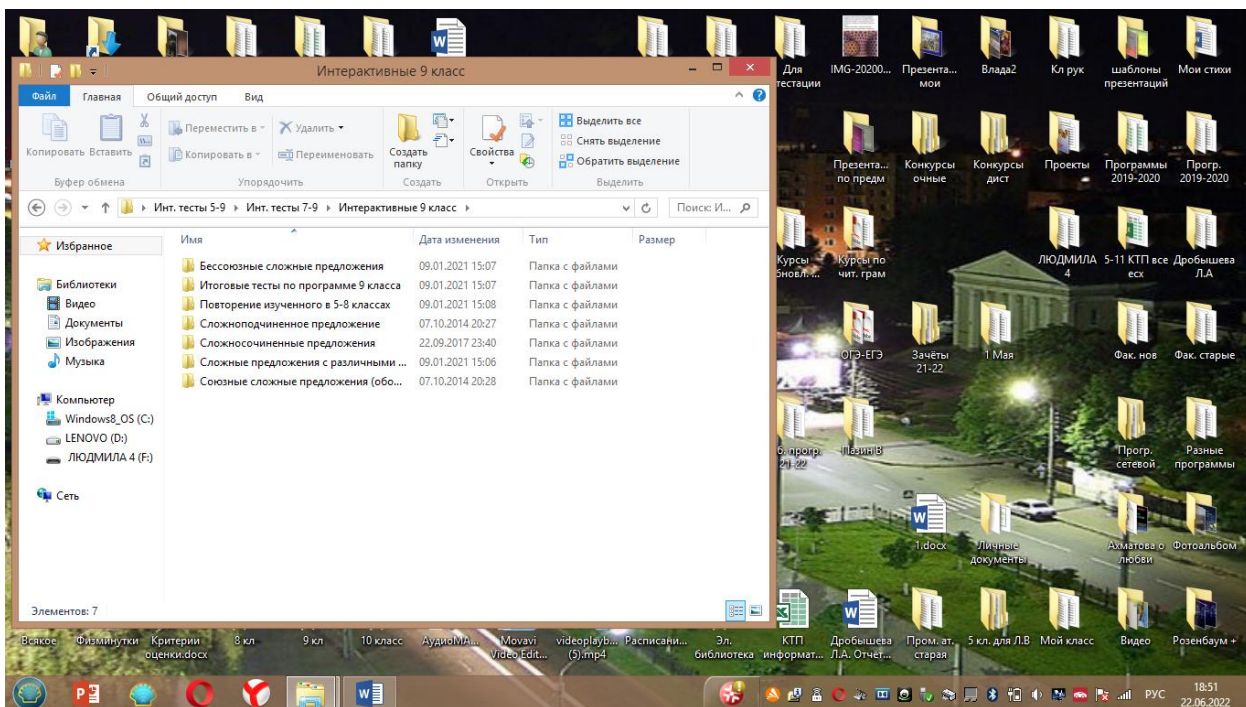 Интерактивные 9 класс
Файл Главная Общий доступ Вид
Копировать Вставить
Переместить в
Копировать в
Удалить
Переименовать
Создать папку
Свойства
Выделить все
Снять выделение
Обратить выделение
Буфер обмена Упорядочить Создать Открыть Выделить
Инт. тесты 5-9 Инт. тесты 7-9 Интерактивные 9 класс
Поиск: И...
Избранное
Библиотеки
Видео
Документы
Изображения
Музыка
Компьютер
Windows8_OS (C:)
LENOVO (D:)
ЛЮДМИЛА 4 (F:)
Сеть
Имя Дата изменения Тип Размер
Бессоюзные сложные предложения 09.01.2021 15:07 Папка с файлами
Итоговые тесты по программе 9 класса 09.01.2021 15:07 Папка с файлами
Повторение изученного в 5-8 классах 09.01.2021 15:08 Папка с файлами
Сложноподчиненное предложение 07.10.2014 20:27 Папка с файлами
Сложносочиненные предложения 22.09.2017 23:40 Папка с файлами
Сложные предложения с различными ... 09.01.2021 15:06 Папка с файлами
Союзные сложные предложения (обо... 07.10.2014 20:28 Папка с файлами
Элементов: 7
Для
тестации
IMG-20200...
Презента...
мои
Влада2
Кл рук
шаблоны
презентаций
Мои стихи
Презента...
по предм
Конкурсы
очные
Конкурсы
дист
Проекты
Программы
2019-2020
Прогр.
2019-2020
Курсы
Курсы по
чит. грам
ЛЮДМИЛА
4
5-11 КТП все
есх
Дробышева
Л.А
ОГЭ-ЕГЭ
Зачёты
21-22
1 Мая
Фак. нов
Фак. старые
б. прогр.
21-22
Пазин В
Прогр.
сетевой
Разные
программы
1.docx
Личные
документы
Ахматова о
любви
Фотоальбом
Всякое
Физминутки
Критерии
оценки.docx
8 кл
9 кл
10 класс
АудиоМА...
Movavi
Video Edit...
videoplayb...
(5).mp4
Расписани...
Эл.
библиотека
КТП
информат...
Дробышева
Л.А. Отчёт...
Пром. ат.
старая
5 кл. для Л.В
Мой класс
Видео
Розенбаум +
РУС
18:51
22.06.2022